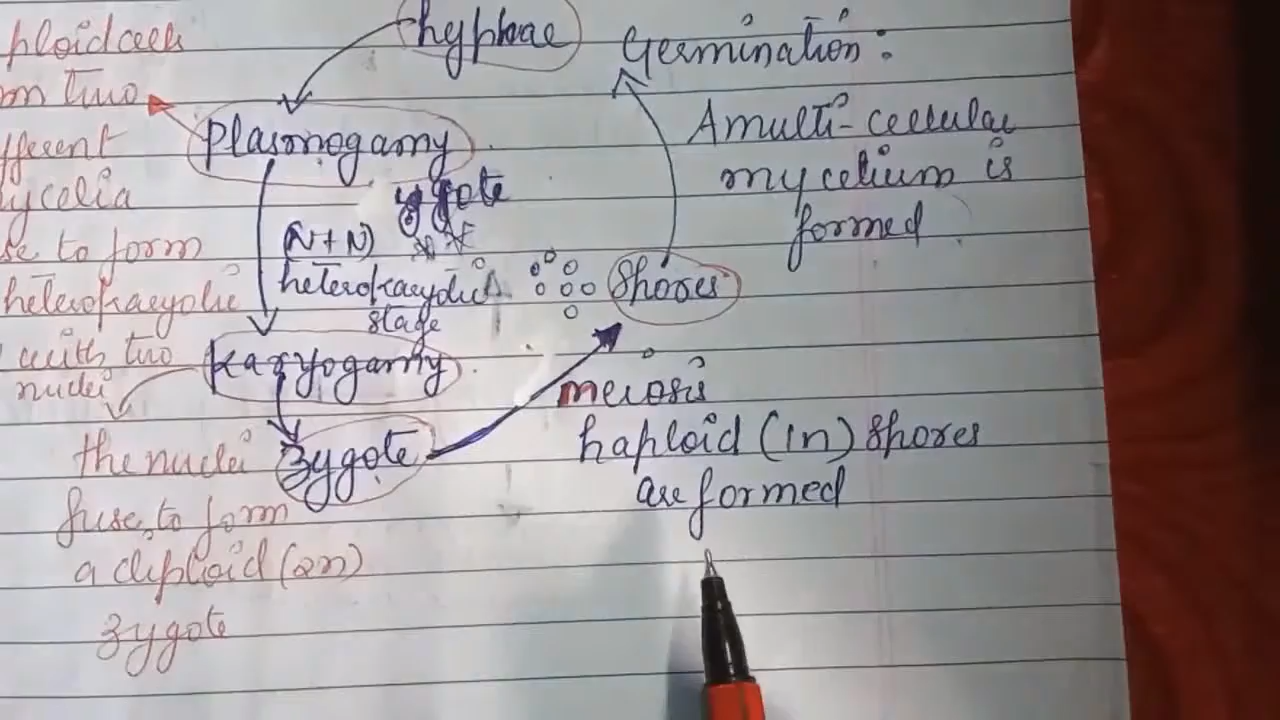 hyphae
Plasmogamy
zygote
(N+N)
heterokaryotic
stage
Karyogamy
zygote
ploid cells
om two
fferent
ycelia
se to form
heterokaryotic
with two
nuclei
the nuclei
fuse to form
a diploid (2n)
zygote
Germination:
A multi-cellular
mycelium is
formed
Spores
meiosis
haploid (1n) spores
are formed